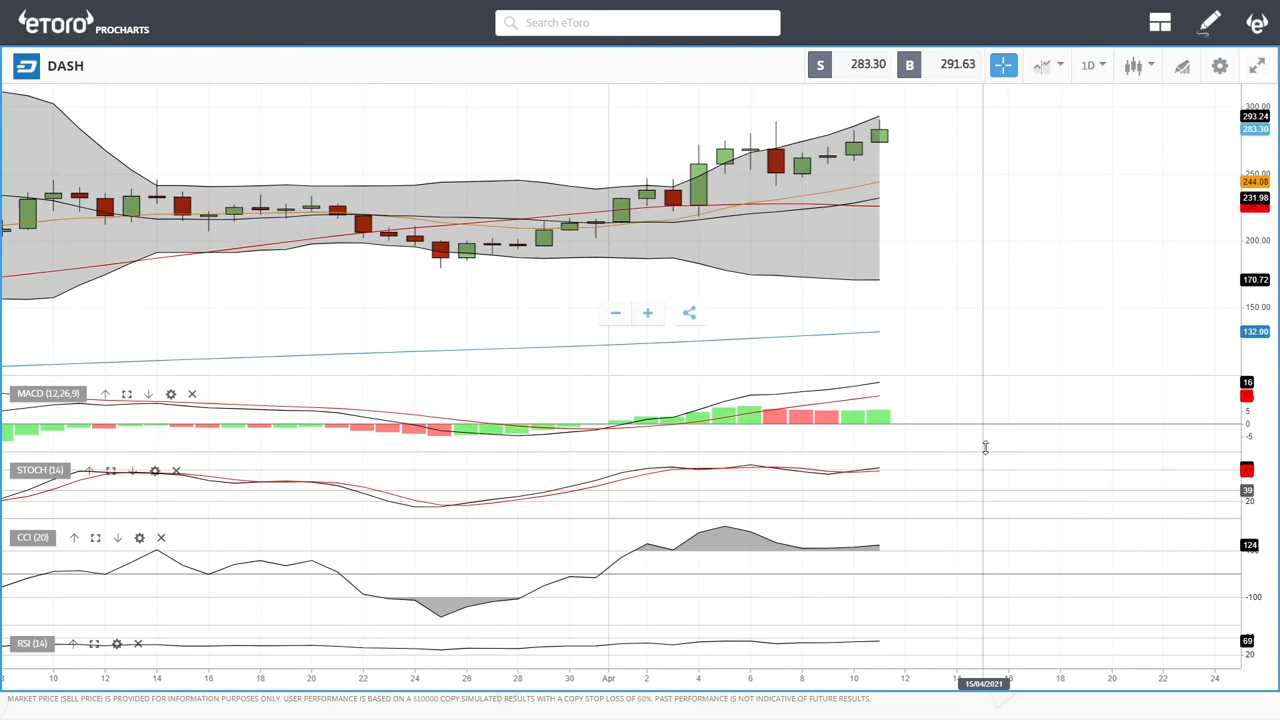 eToro PROCHARTS
Search eToro
DASH
S 283.30 B 291.63
1D
300.00
293.24
283.30
250.00
244.08
231.98
200.00
170.72
150.00
132.00
MACD (12,26,9)
16
5
0
-5
STOCH (14)
39
20
CCI (20)
124
-100
RSI (14)
69
20
8 10 12 14 16 18 20 22 24 26 28 30 Apr 2 4 6 8 10 12 14 16 18 20 22 24
15/04/2021
MARKET PRICE (SELL PRICE) IS PROVIDED FOR INFORMATION PURPOSES ONLY. USER PERFORMANCE IS BASED ON A $10000 COPY SIMULATED RESULTS WITH A COPY STOP LOSS OF 60%. PAST PERFORMANCE IS NOT INDICATIVE OF FUTURE RESULTS.